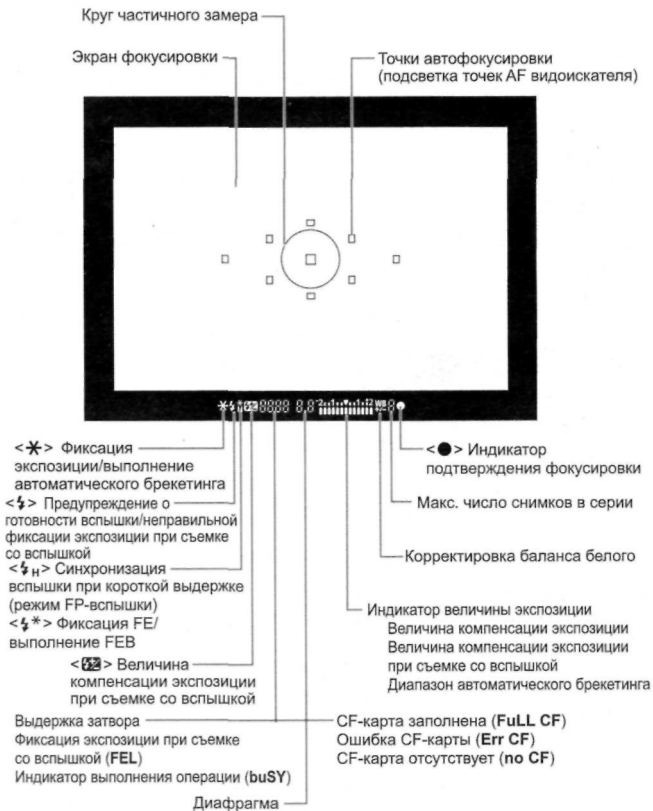 Круг частичного замера
Экран фокусировки
Точки автофокусировки
(подсветка точек AF видоискателя)
<✱> Фиксация
экспозиции/выполнение
автоматического брекетинга
<⚡> Предупреждение о
готовности вспышки/неправильной
фиксации экспозиции при съемке
со вспышкой
<⚡H> Синхронизация
вспышки при короткой выдержке
(режим FP-вспышки)
<⚡*> Фиксация FE/
выполнение FEB
<> Величина
компенсации экспозиции
при съемке со вспышкой
Выдержка затвора
Фиксация экспозиции при съемке
со вспышкой (FEL)
Индикатор выполнения операции (buSY)
Диафрагма
<●> Индикатор
подтверждения фокусировки
Макс. число снимков в серии
Корректировка баланса белого
Индикатор величины экспозиции
Величина компенсации экспозиции
Величина компенсации экспозиции
при съемке со вспышкой
Диапазон автоматического брекетинга
CF-карта заполнена (FuLL CF)
Ошибка CF-карты (Err CF)
CF-карта отсутствует (no CF)